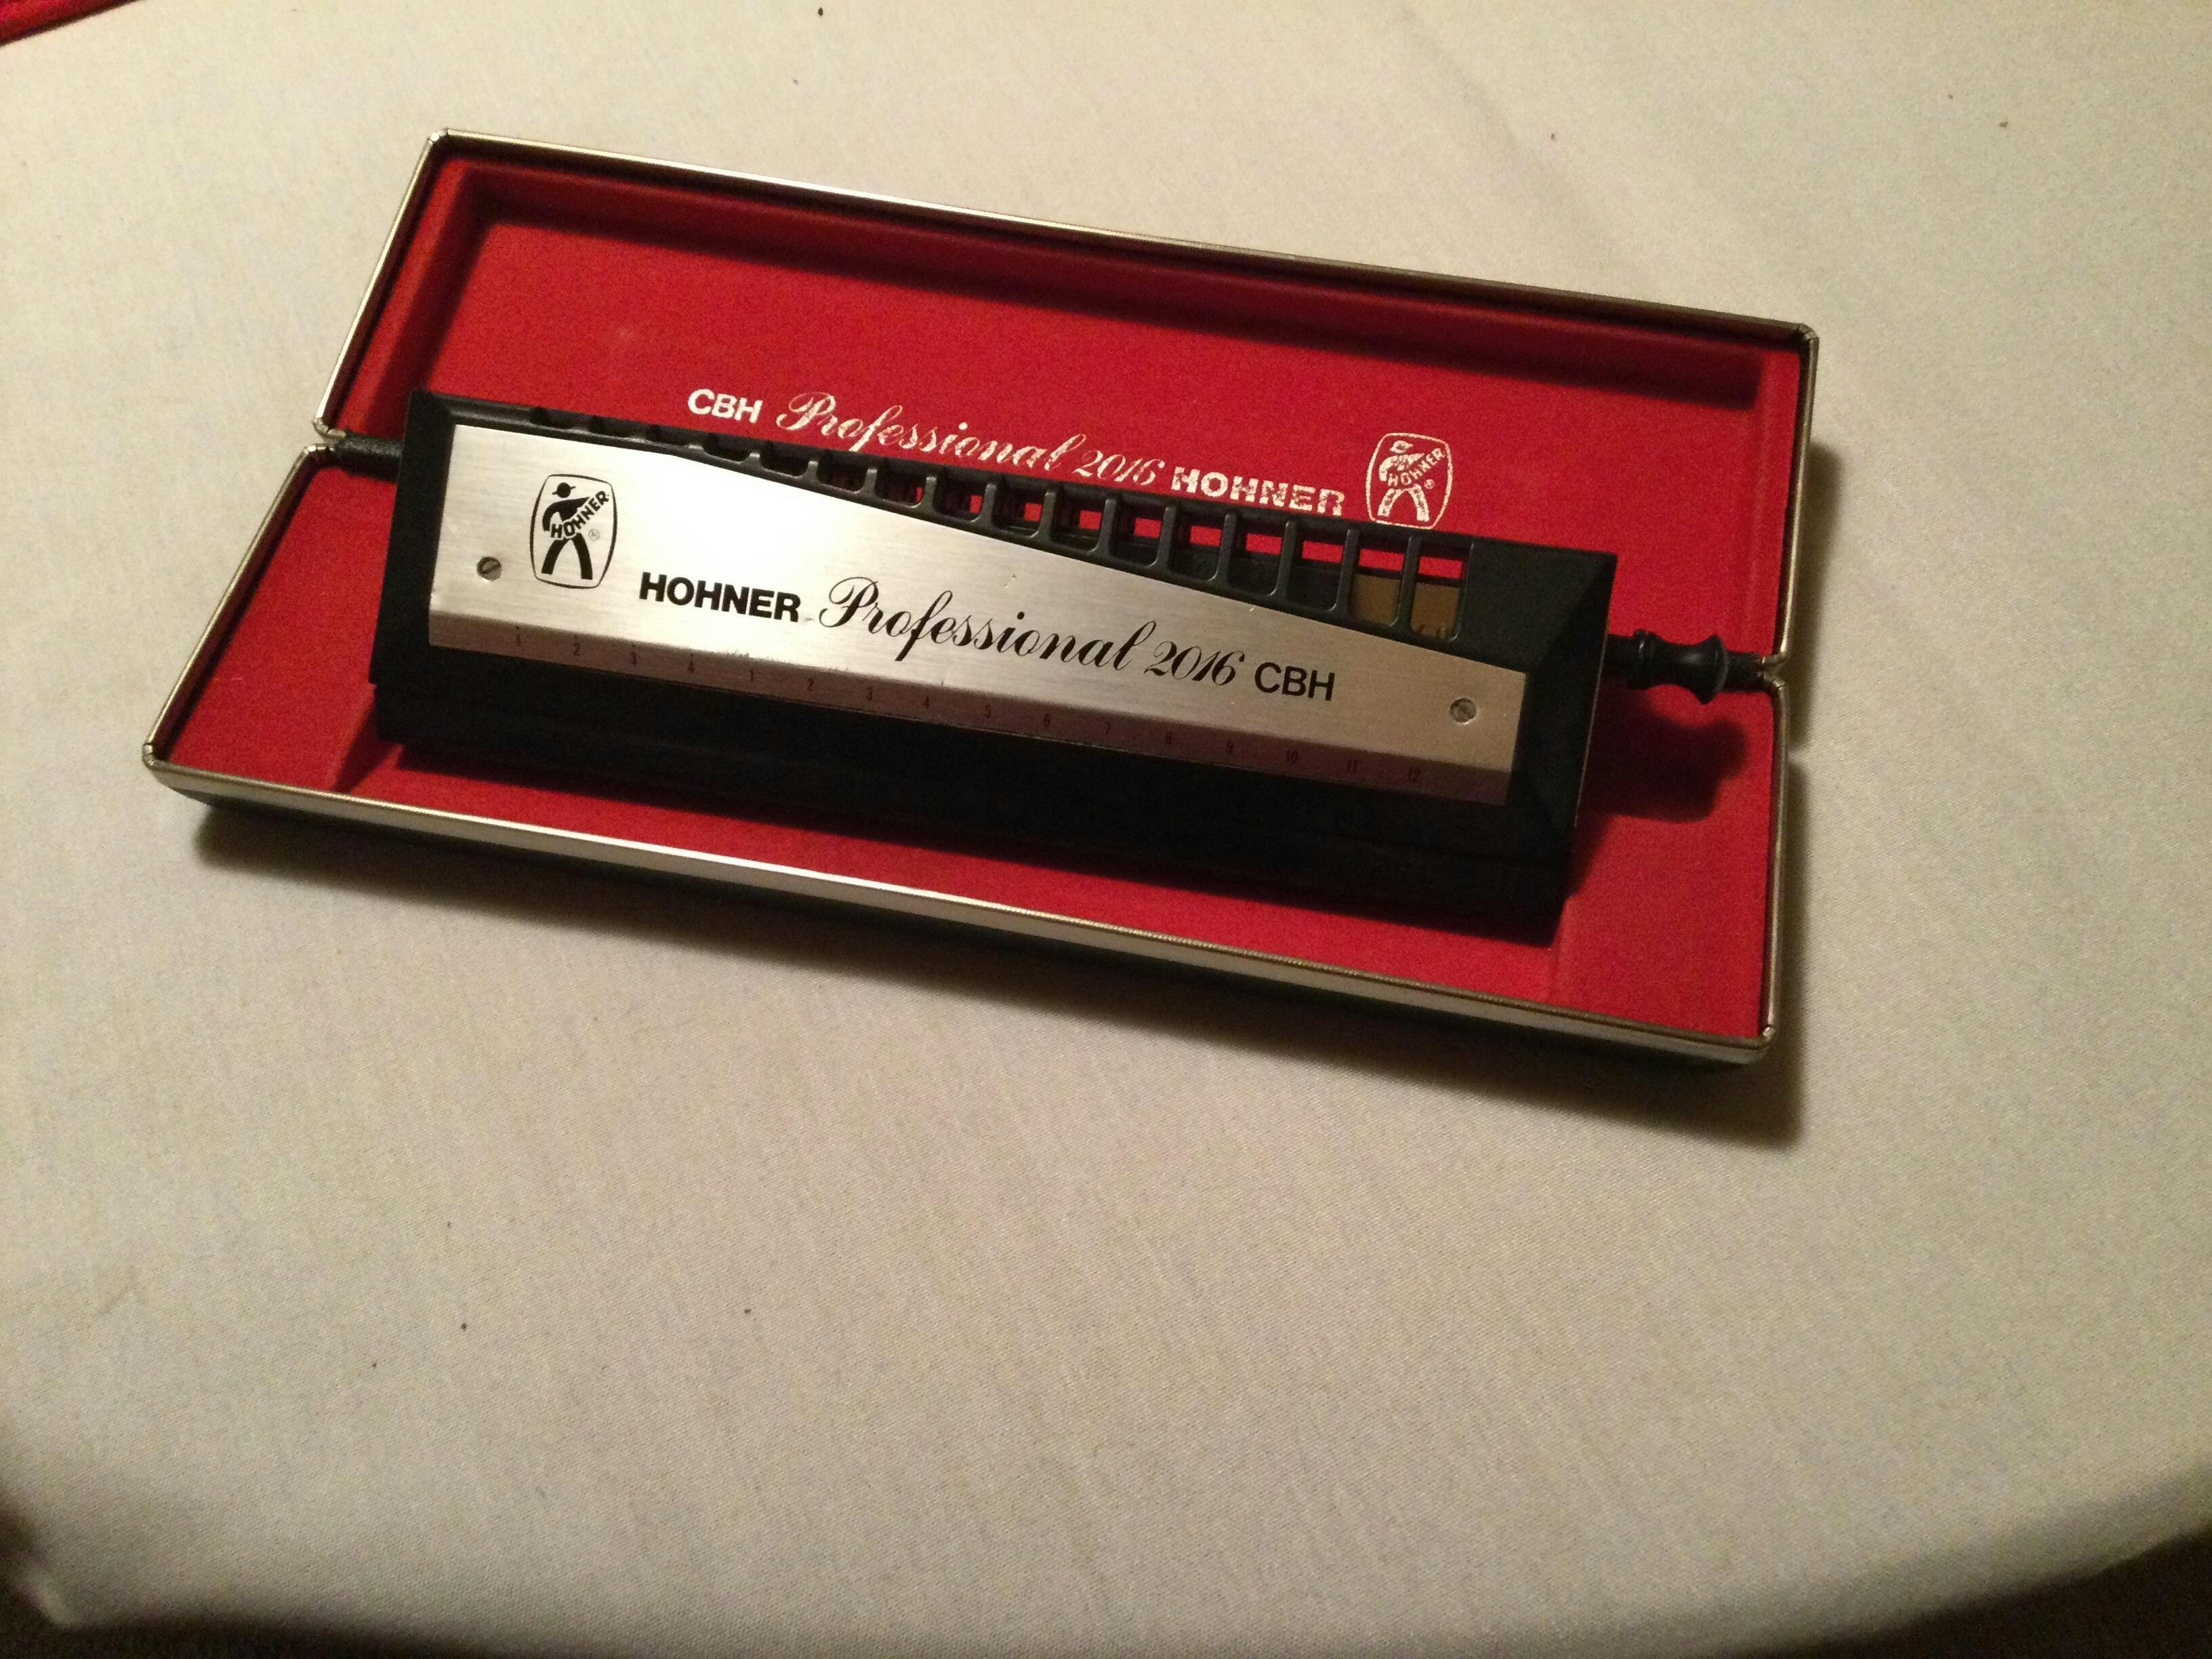 CBH Professional 2016 HOHNER
HOHNER®
HOHNER®
HOHNER Professional 2016 CBH
1 2 3 4 1 2 3 4 5 6 7 8 9 10 11 12